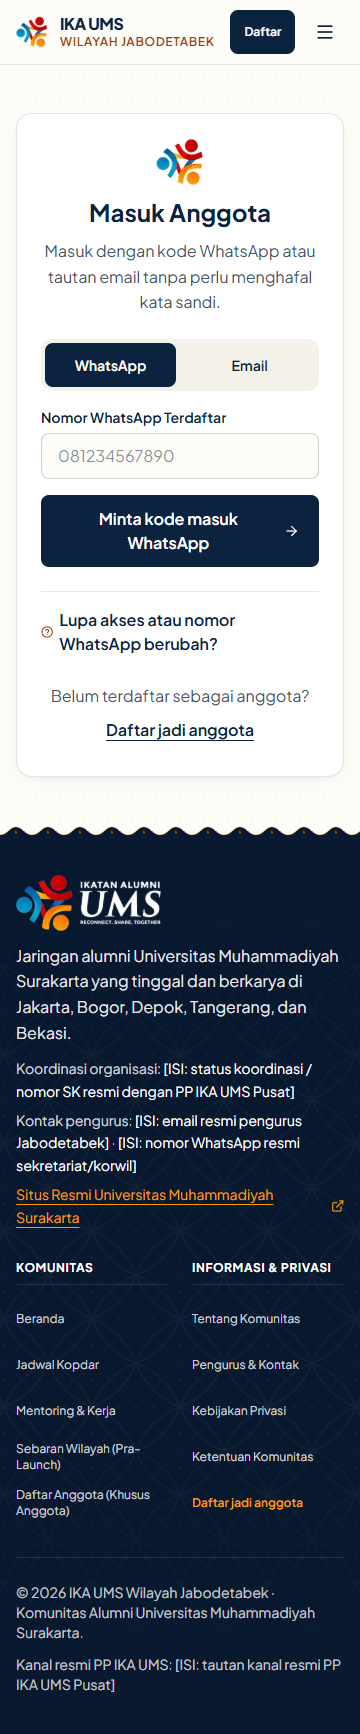 IKA UMS
WILAYAH JABODETABEK
Daftar
Masuk Anggota
Masuk dengan kode WhatsApp atau
tautan email tanpa perlu menghafal
kata sandi.
WhatsApp
Email
Nomor WhatsApp Terdaftar
081234567890
Minta kode masuk
WhatsApp
Lupa akses atau nomor
WhatsApp berubah?
Belum terdaftar sebagai anggota?
Daftar jadi anggota
IKATAN ALUMNI
UMS
RECONNECT, SHARE, TOGETHER
Jaringan alumni Universitas Muhammadiyah
Surakarta yang tinggal dan berkarya di
Jakarta, Bogor, Depok, Tangerang, dan
Bekasi.
Koordinasi organisasi: [ISI: status koordinasi /
nomor SK resmi dengan PP IKA UMS Pusat]
Kontak pengurus: [ISI: email resmi pengurus
Jabodetabek] · [ISI: nomor WhatsApp resmi
sekretariat/korwil]
Situs Resmi Universitas Muhammadiyah
Surakarta
KOMUNITAS
Beranda
Jadwal Kopdar
Mentoring & Kerja
Sebaran Wilayah (Pra-
Launch)
Daftar Anggota (Khusus
Anggota)
INFORMASI & PRIVASI
Tentang Komunitas
Pengurus & Kontak
Kebijakan Privasi
Ketentuan Komunitas
Daftar jadi anggota
© 2026 IKA UMS Wilayah Jabodetabek ·
Komunitas Alumni Universitas Muhammadiyah
Surakarta.
Kanal resmi PP IKA UMS: [ISI: tautan kanal resmi PP
IKA UMS Pusat]